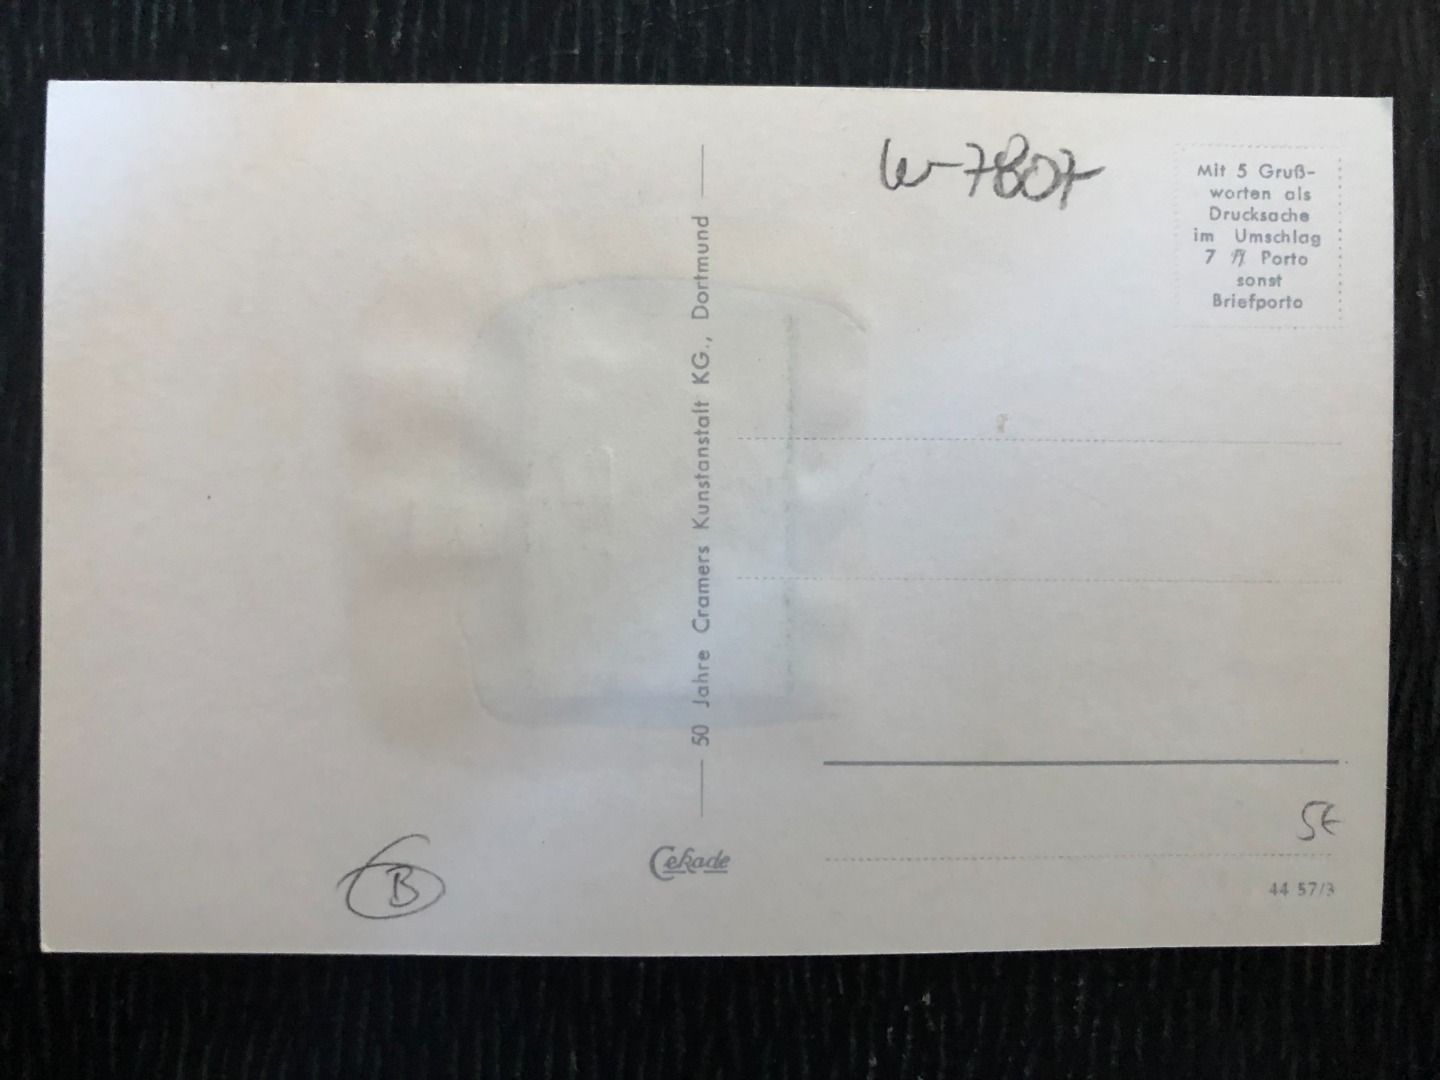 W-7807
Mit 5 Gruß-
worten als
Drucksache
im Umschlag
7 Pf Porto
sonst
Briefporto
50 Jahre Cramers Kunstanstalt KG., Dortmund
Cekade
B
5€
44 57/3